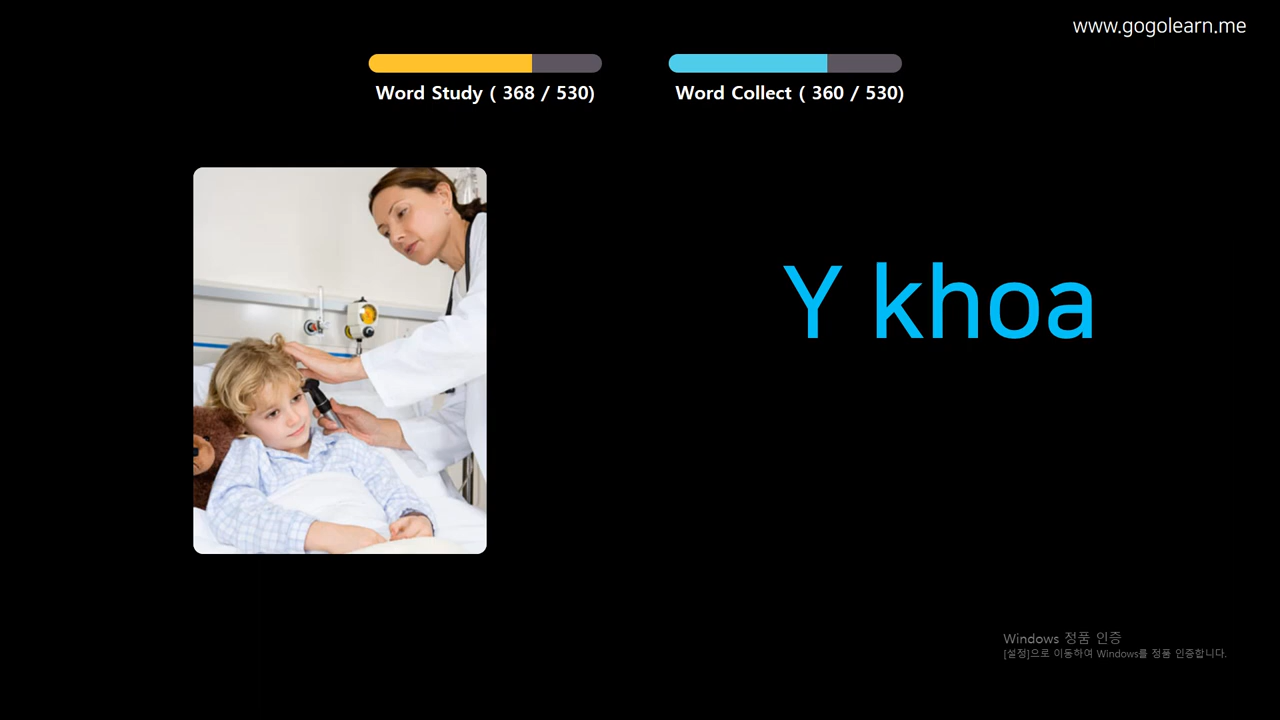 www.gogolearn.me
Word Study ( 368 / 530)
Word Collect ( 360 / 530)
Y khoa
Windows 정품 인증
[설정]으로 이동하여 Windows를 정품 인증합니다.